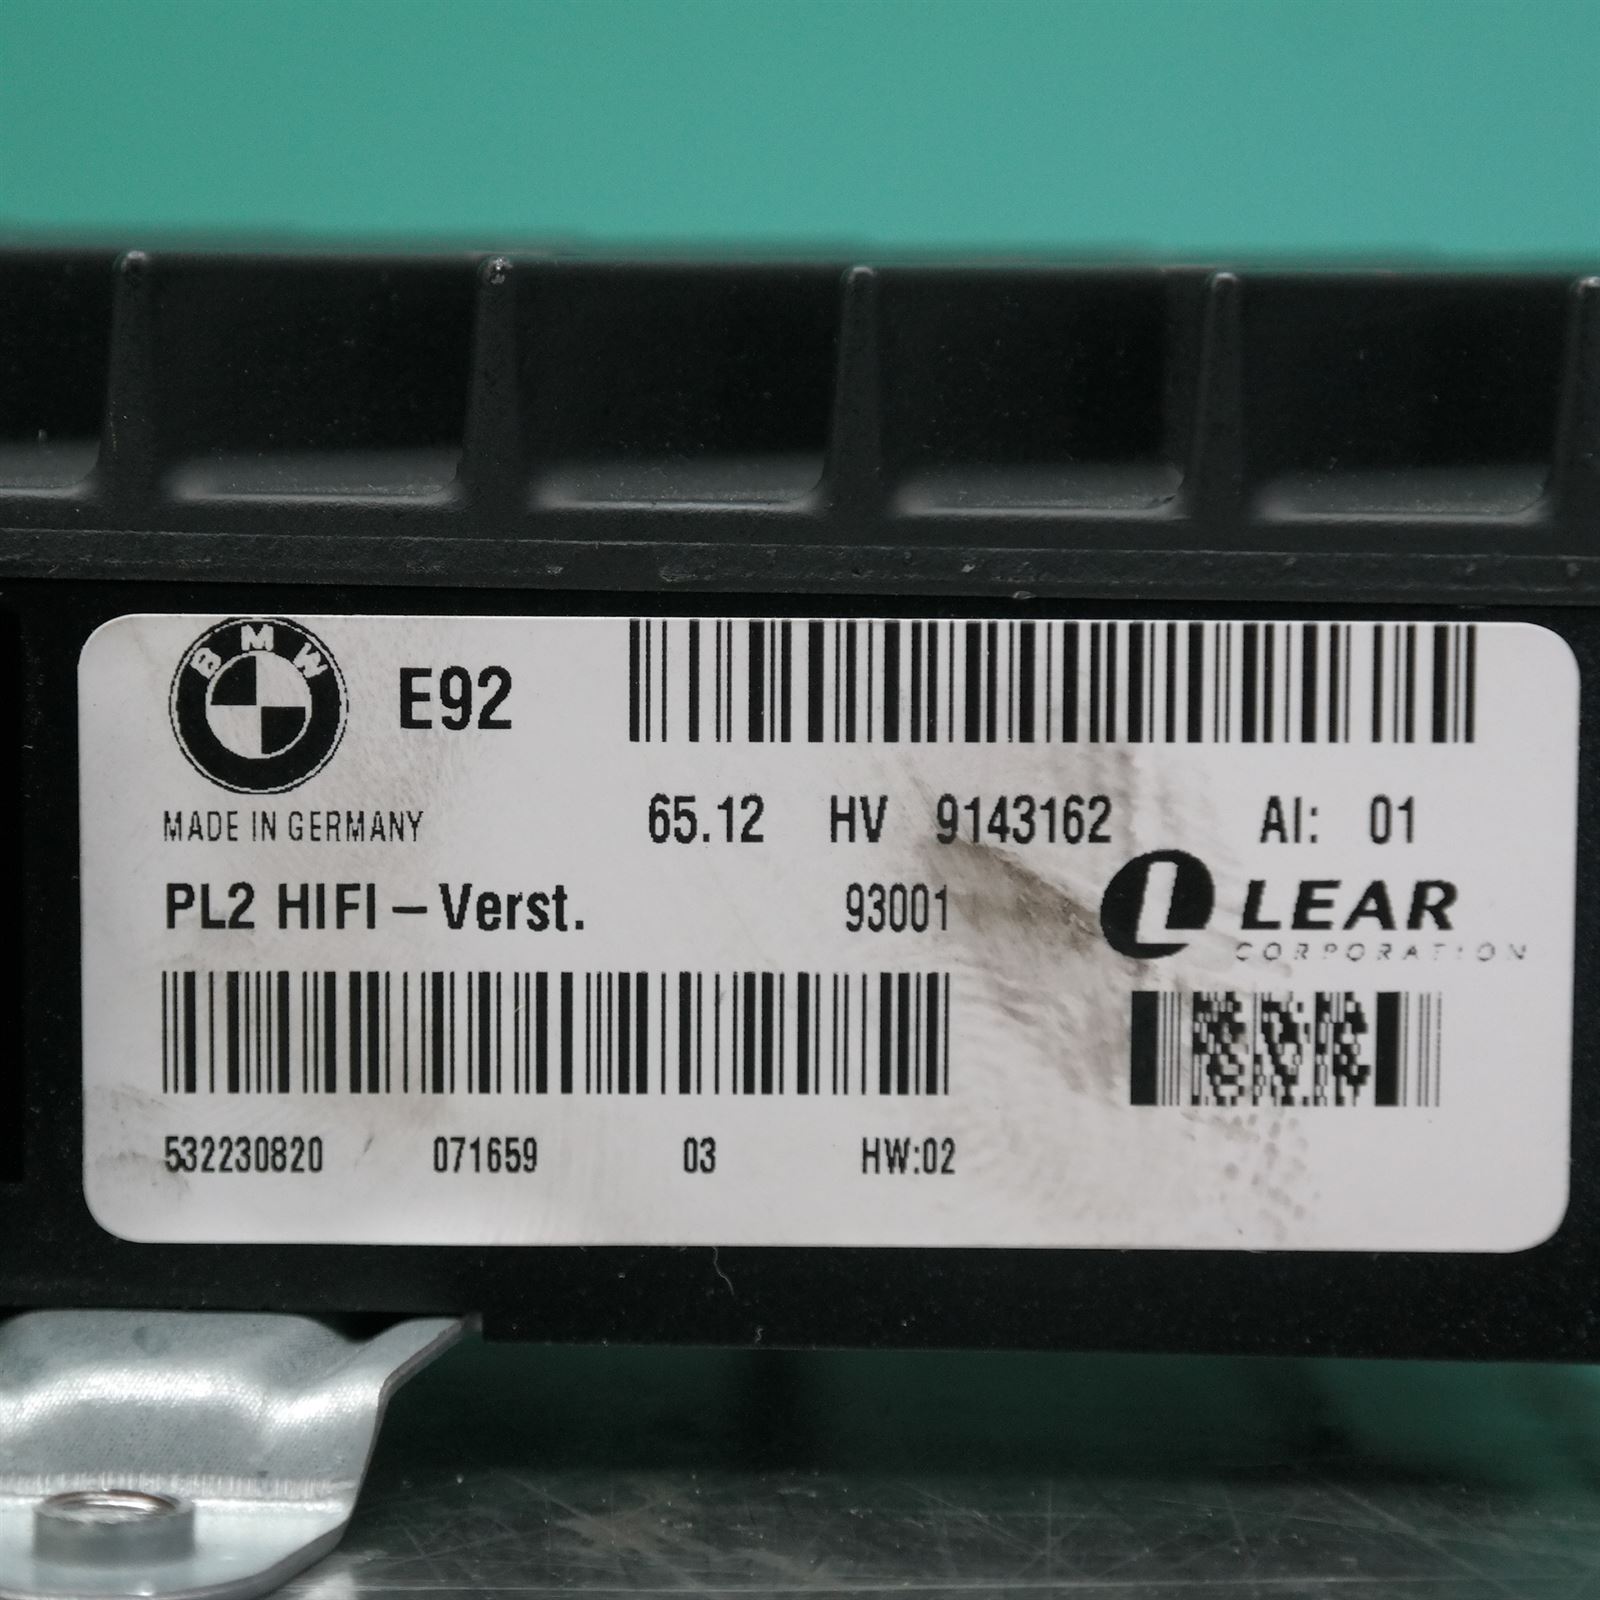 BMW E92
MADE IN GERMANY
65.12 HV 9143162 AI: 01
PL2 HIFI – Verst. 93001
L LEAR
CORPORATION
532230820 071659 03 HW:02